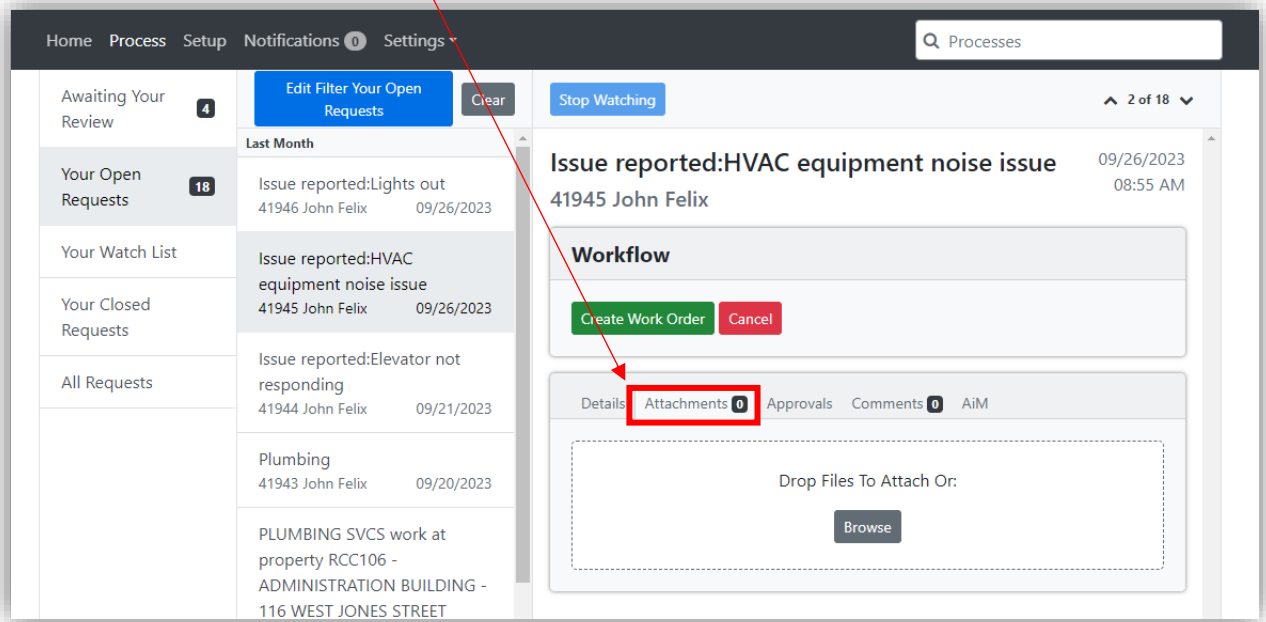 Home Process Setup Notifications 0 Settings
Processes
Awaiting Your
Review
4
Your Open
Requests
18
Your Watch List
Your Closed
Requests
All Requests
Edit Filter Your Open
Requests
Clear
Last Month
Issue reported:Lights out
41946 John Felix 09/26/2023
Issue reported:HVAC
equipment noise issue
41945 John Felix 09/26/2023
Issue reported:Elevator not
responding
41944 John Felix 09/21/2023
Plumbing
41943 John Felix 09/20/2023
PLUMBING SVCS work at
property RCC106 -
ADMINISTRATION BUILDING -
116 WEST JONES STREET
Stop Watching
2 of 18
Issue reported:HVAC equipment noise issue
09/26/2023
08:55 AM
41945 John Felix
Workflow
Create Work Order Cancel
Details Attachments 0 Approvals Comments 0 AiM
Drop Files To Attach Or:
Browse